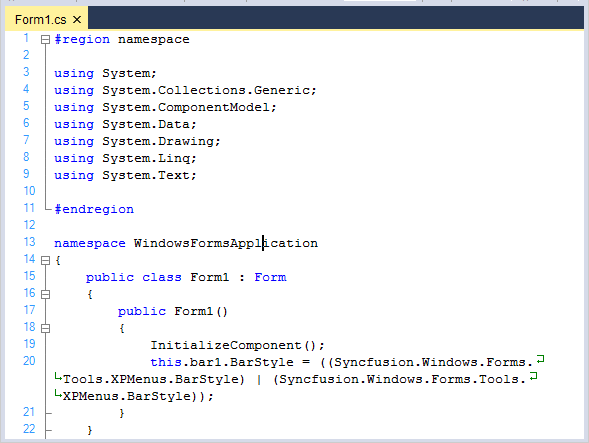 Form1.cs ×
1 #region namespace
2
3 using System;
4 using System.Collections.Generic;
5 using System.ComponentModel;
6 using System.Data;
7 using System.Drawing;
8 using System.Linq;
9 using System.Text;
10
11 #endregion
12
13 namespace WindowsFormsApplication
14 {
15     public class Form1 : Form
16     {
17         public Form1()
18         {
19             InitializeComponent();
20             this.bar1.BarStyle = ((Syncfusion.Windows.Forms.
Tools.XPMenus.BarStyle) | (Syncfusion.Windows.Forms.Tools.
XPMenus.BarStyle));
21         }
22     }